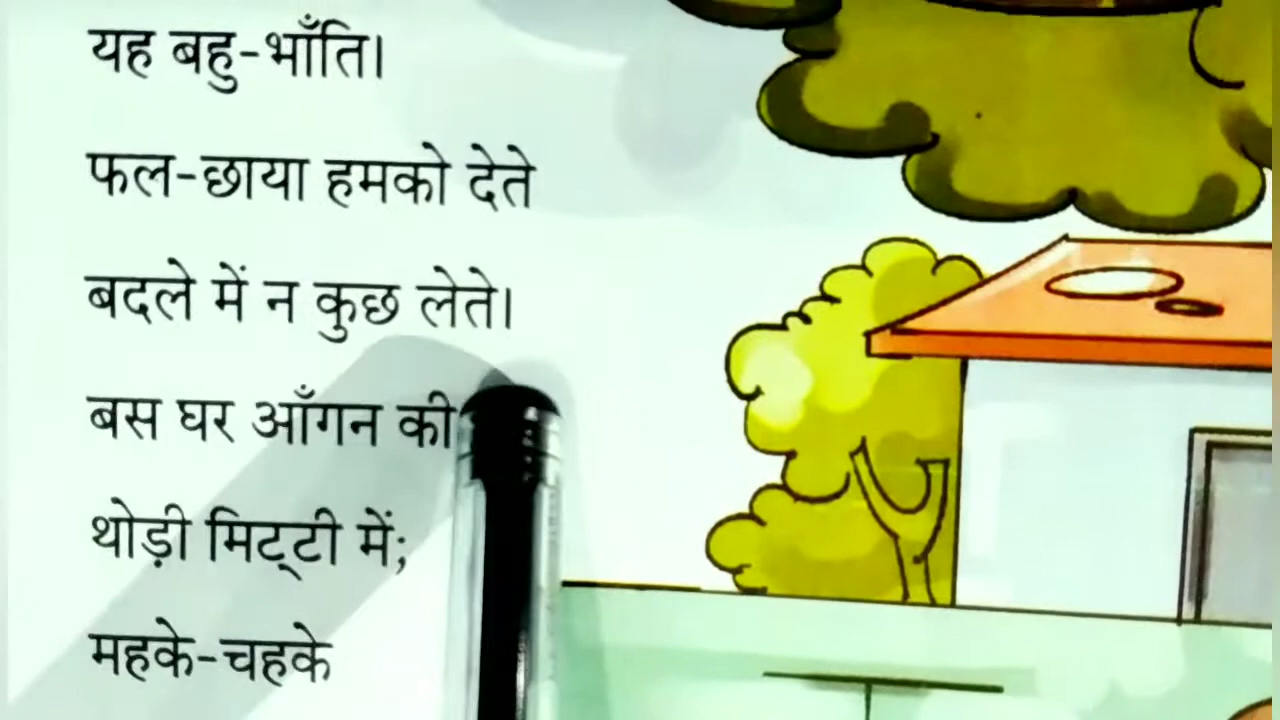 यह बहु-भाँति।
फल-छाया हमको देते
बदले में न कुछ लेते।
बस घर आँगन की
थोड़ी मिट्‌टी में;
महके-चहके